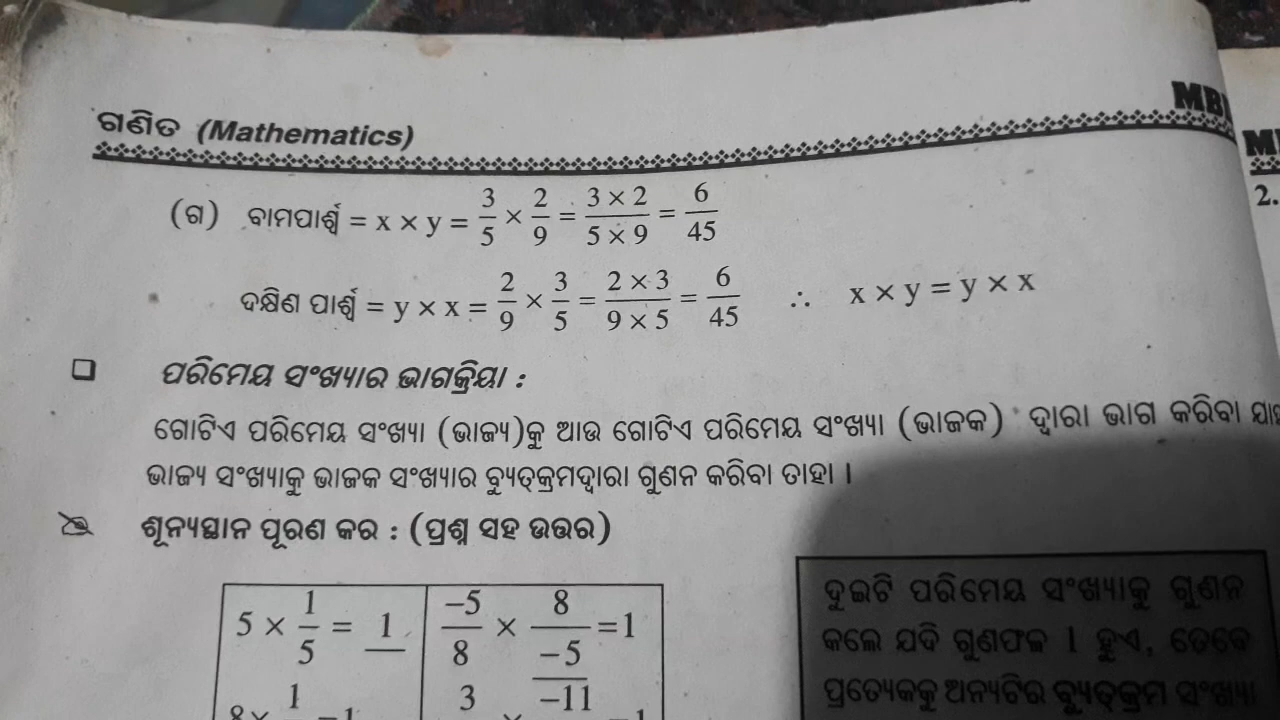 ଗଣିତ (Mathematics)
(ଗ) ବାମପାର୍ଶ୍ୱ = x × y = 3/5 × 2/9 = (3 × 2)/(5 × 9) = 6/45
ଦକ୍ଷିଣ ପାର୍ଶ୍ୱ = y × x = 2/9 × 3/5 = (2 × 3)/(9 × 5) = 6/45 ∴ x × y = y × x
❑ ପରିମେୟ ସଂଖ୍ୟାର ଭାଗକ୍ରିୟା :
ଗୋଟିଏ ପରିମେୟ ସଂଖ୍ୟା (ଭାଜ୍ୟ)କୁ ଆଉ ଗୋଟିଏ ପରିମେୟ ସଂଖ୍ୟା (ଭାଜକ) ଦ୍ୱାରା ଭାଗ କରିବା
ଭାଜ୍ୟ ସଂଖ୍ୟାକୁ ଭାଜକ ସଂଖ୍ୟାର ବ୍ୟୁତ୍କ୍ରମଦ୍ୱାରା ଗୁଣନ କରିବା ତାହା ।
ଶୂନ୍ୟସ୍ଥାନ ପୂରଣ କର : (ପ୍ରଶ୍ନ ସହ ଉତ୍ତର)
5 × 1/5 = 1
-5/8 × 8/-5 = 1
ଦୁଇଟି ପରିମେୟ ସଂଖ୍ୟାକୁ ଗୁଣନ
କଲେ ଯଦି ଗୁଣଫଳ 1 ହୁଏ, ତେବେ
ପ୍ରତ୍ୟେକକୁ ଅନ୍ୟଟିର ବ୍ୟୁତ୍କ୍ରମ ସଂଖ୍ୟା
2.